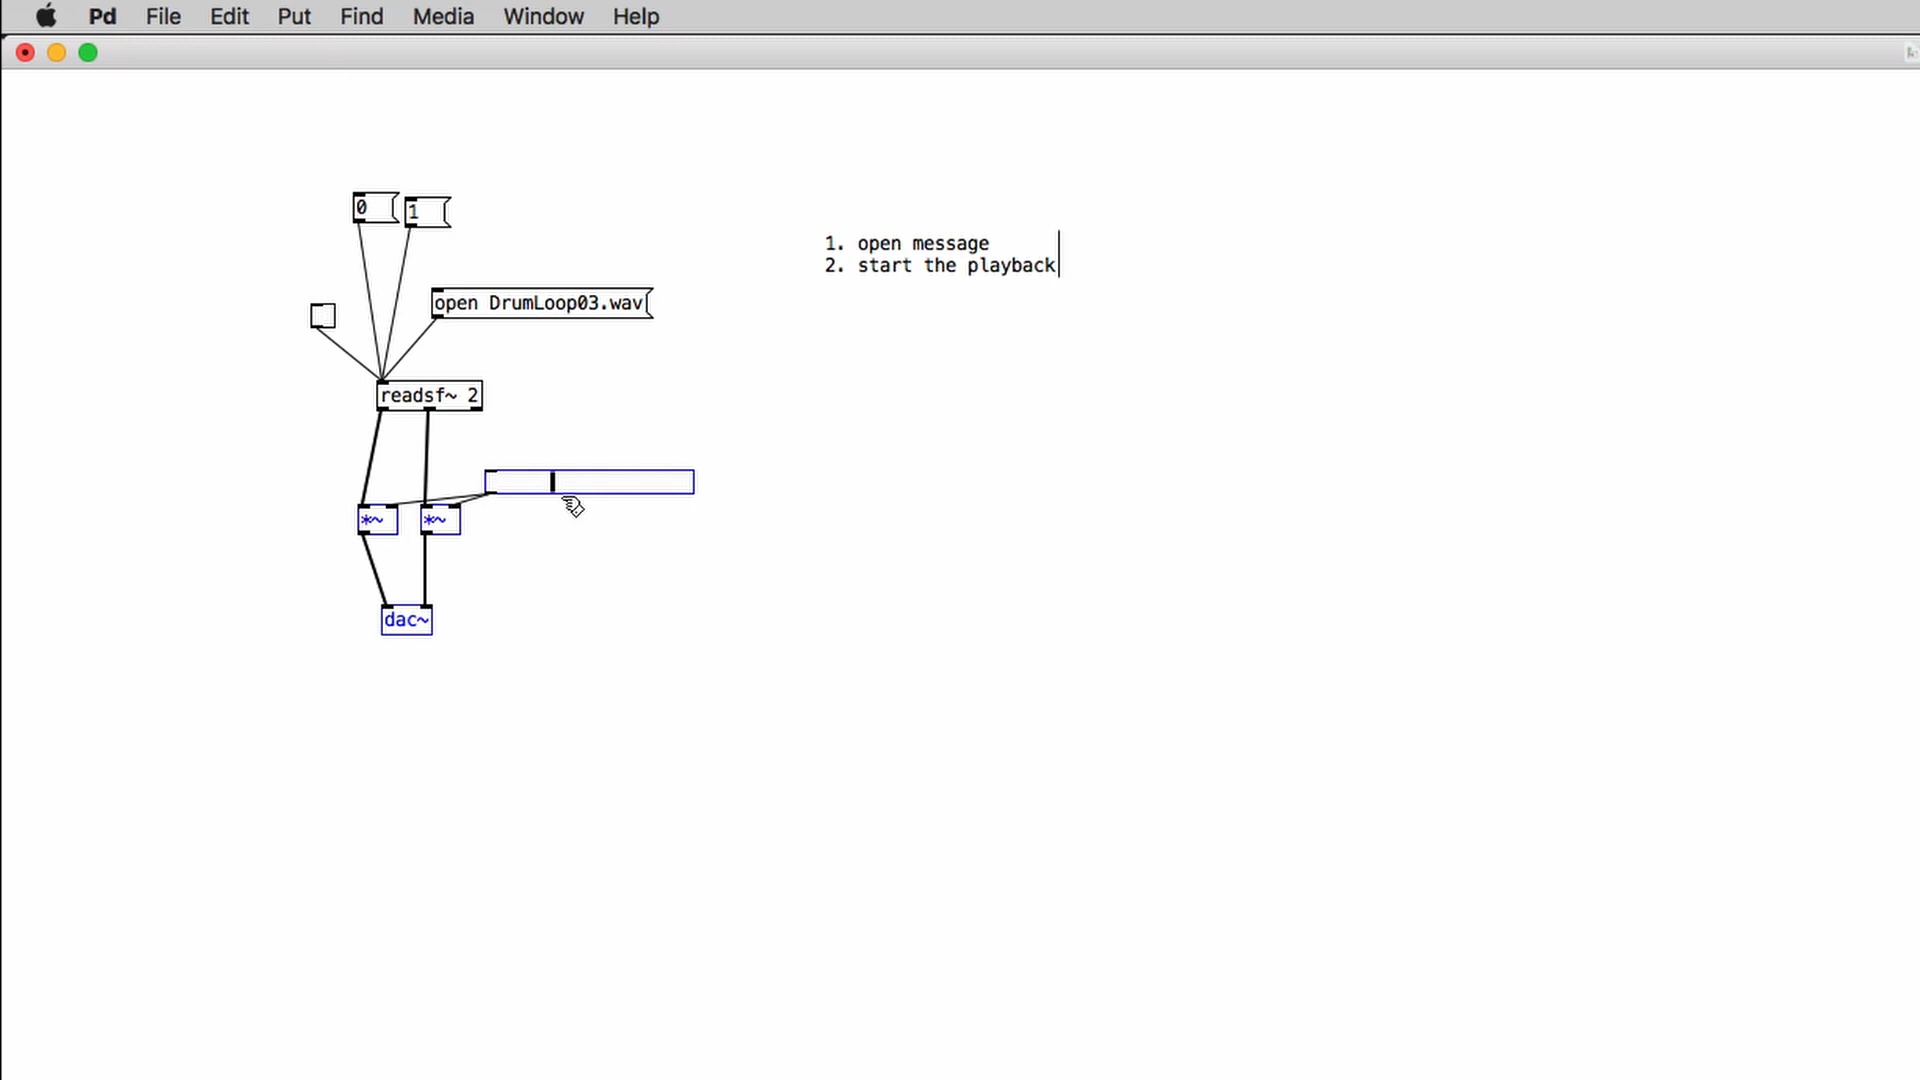 Pd File Edit Put Find Media Window Help
0
1
1. open message
2. start the playback
open DrumLoop03.wav
readsf~ 2
*~ *~
dac~